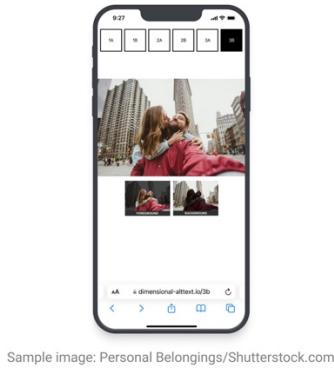 9:27
1A 1B 2A 2B 3A 3B
FOREGROUND BACKGROUND
AA dimensional-alttext.io/3b
Sample image: Personal Belongings/Shutterstock.com